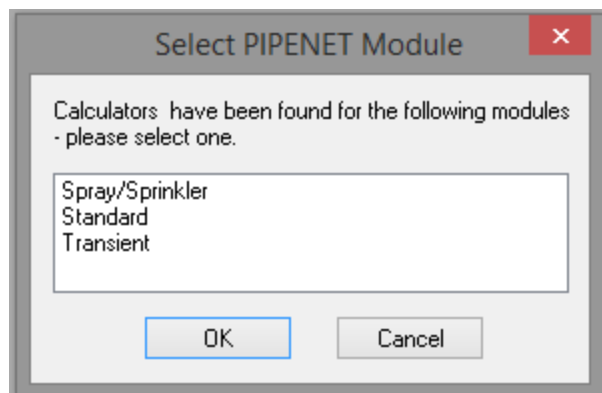 Select PIPENET Module
Calculators have been found for the following modules
- please select one.
Spray/Sprinkler
Standard
Transient
OK
Cancel